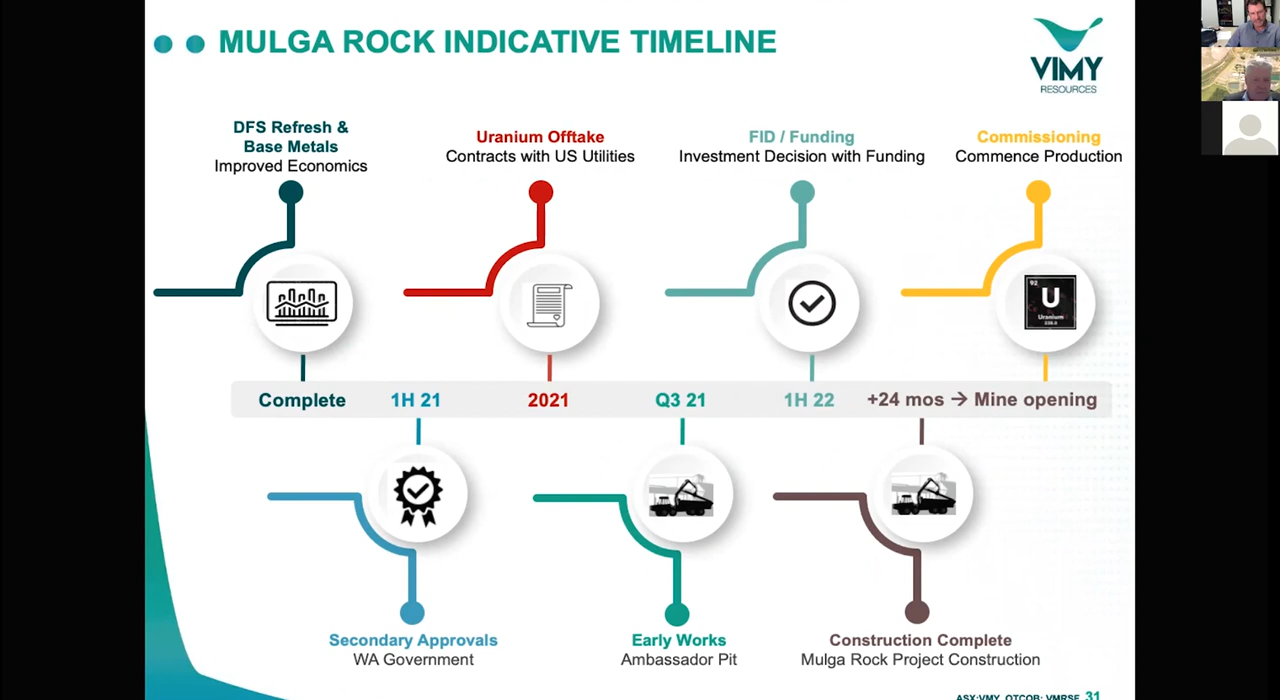 MULGA ROCK INDICATIVE TIMELINE
VIMY
RESOURCES
DFS Refresh &
Base Metals
Improved Economics
Uranium Offtake
Contracts with US Utilities
FID / Funding
Investment Decision with Funding
Commissioning
Commence Production
92
U
Uranium
238.0
Complete
1H 21
2021
Q3 21
1H 22
+24 mos → Mine opening
Secondary Approvals
WA Government
Early Works
Ambassador Pit
Construction Complete
Mulga Rock Project Construction
ASX:VMY OTCQB: VMRSF 31